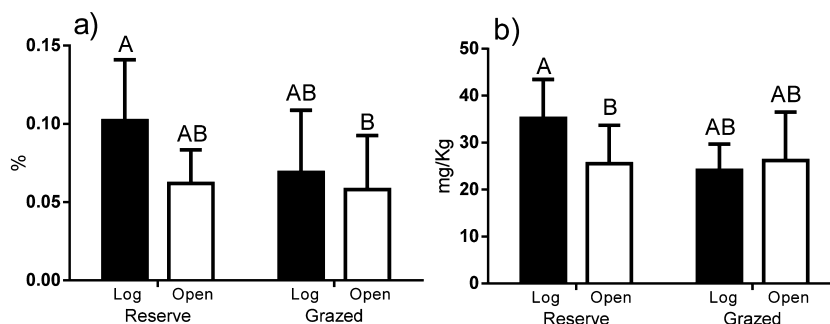 a)
0.15
0.10
0.05
0.00
%
A
AB
AB
B
Log Open Log Open
Reserve Grazed
b)
50
40
30
20
10
0
mg/Kg
A
B
AB
AB
Log Open Log Open
Reserve Grazed